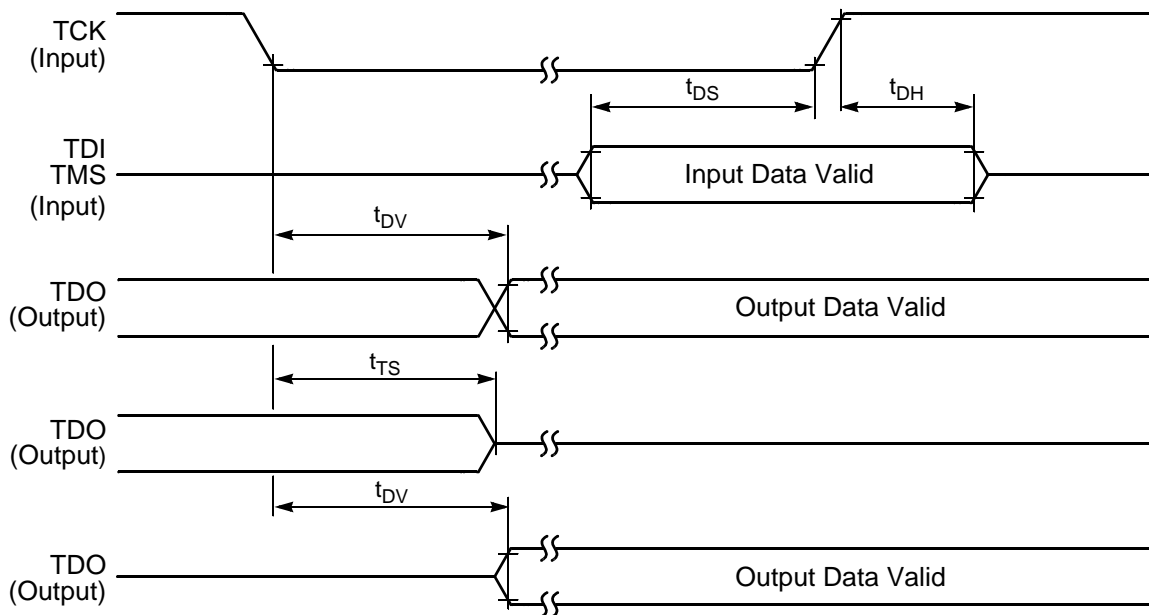 TCK
(Input)
tDS
tDH
TDI
TMS
(Input)
Input Data Valid
tDV
TDO
(Output)
Output Data Valid
tTS
TDO
(Output)
tDV
TDO
(Output)
Output Data Valid